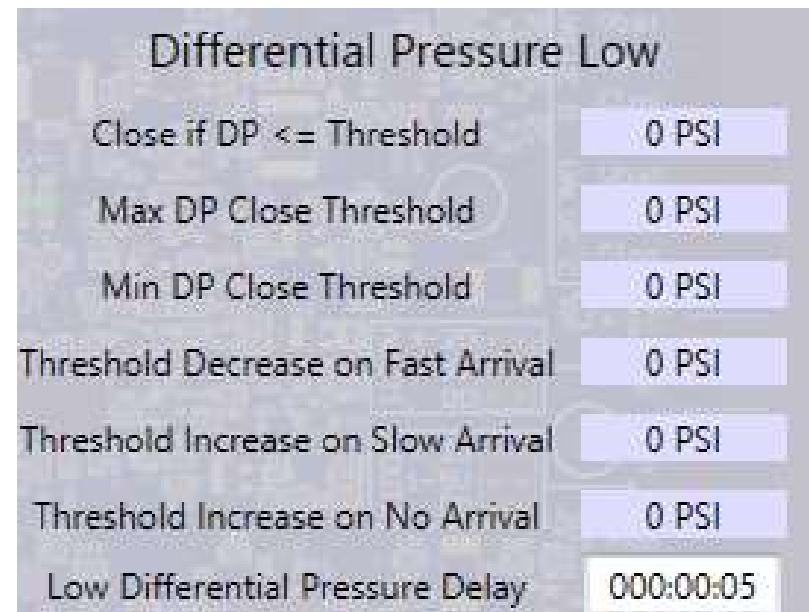 Differential Pressure Low
Close if DP <= Threshold 0 PSI
Max DP Close Threshold 0 PSI
Min DP Close Threshold 0 PSI
Threshold Decrease on Fast Arrival 0 PSI
Threshold Increase on Slow Arrival 0 PSI
Threshold Increase on No Arrival 0 PSI
Low Differential Pressure Delay 000:00:05